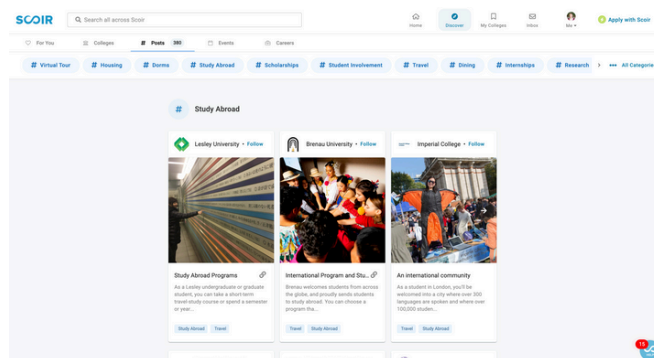 SCOIR
Search all across Scoir
Home
Discover
My Colleges
Inbox
Me
Apply with Scoir
For You
Colleges
# Posts 393
Events
Careers
# Virtual Tour
# Housing
# Dorms
# Study Abroad
# Scholarships
# Student Involvement
# Travel
# Dining
# Internships
# Research
All Categorie
# Study Abroad
Lesley University • Follow
Study Abroad Programs
As a Lesley undergraduate or graduate
student, you can take a short-term
travel-study course or spend a semester
or year...
Study Abroad
Travel
Brenau University • Follow
International Program and Stu...
Brenau welcomes students from across
the globe, and proudly sends students
to study abroad. You can choose a
program tha...
Travel
Study Abroad
Imperial College • Follow
An international community
As a student in London, you'll be
welcomed into a city where over 300
languages are spoken and where over
100,000 studen...
Travel
Study Abroad
15